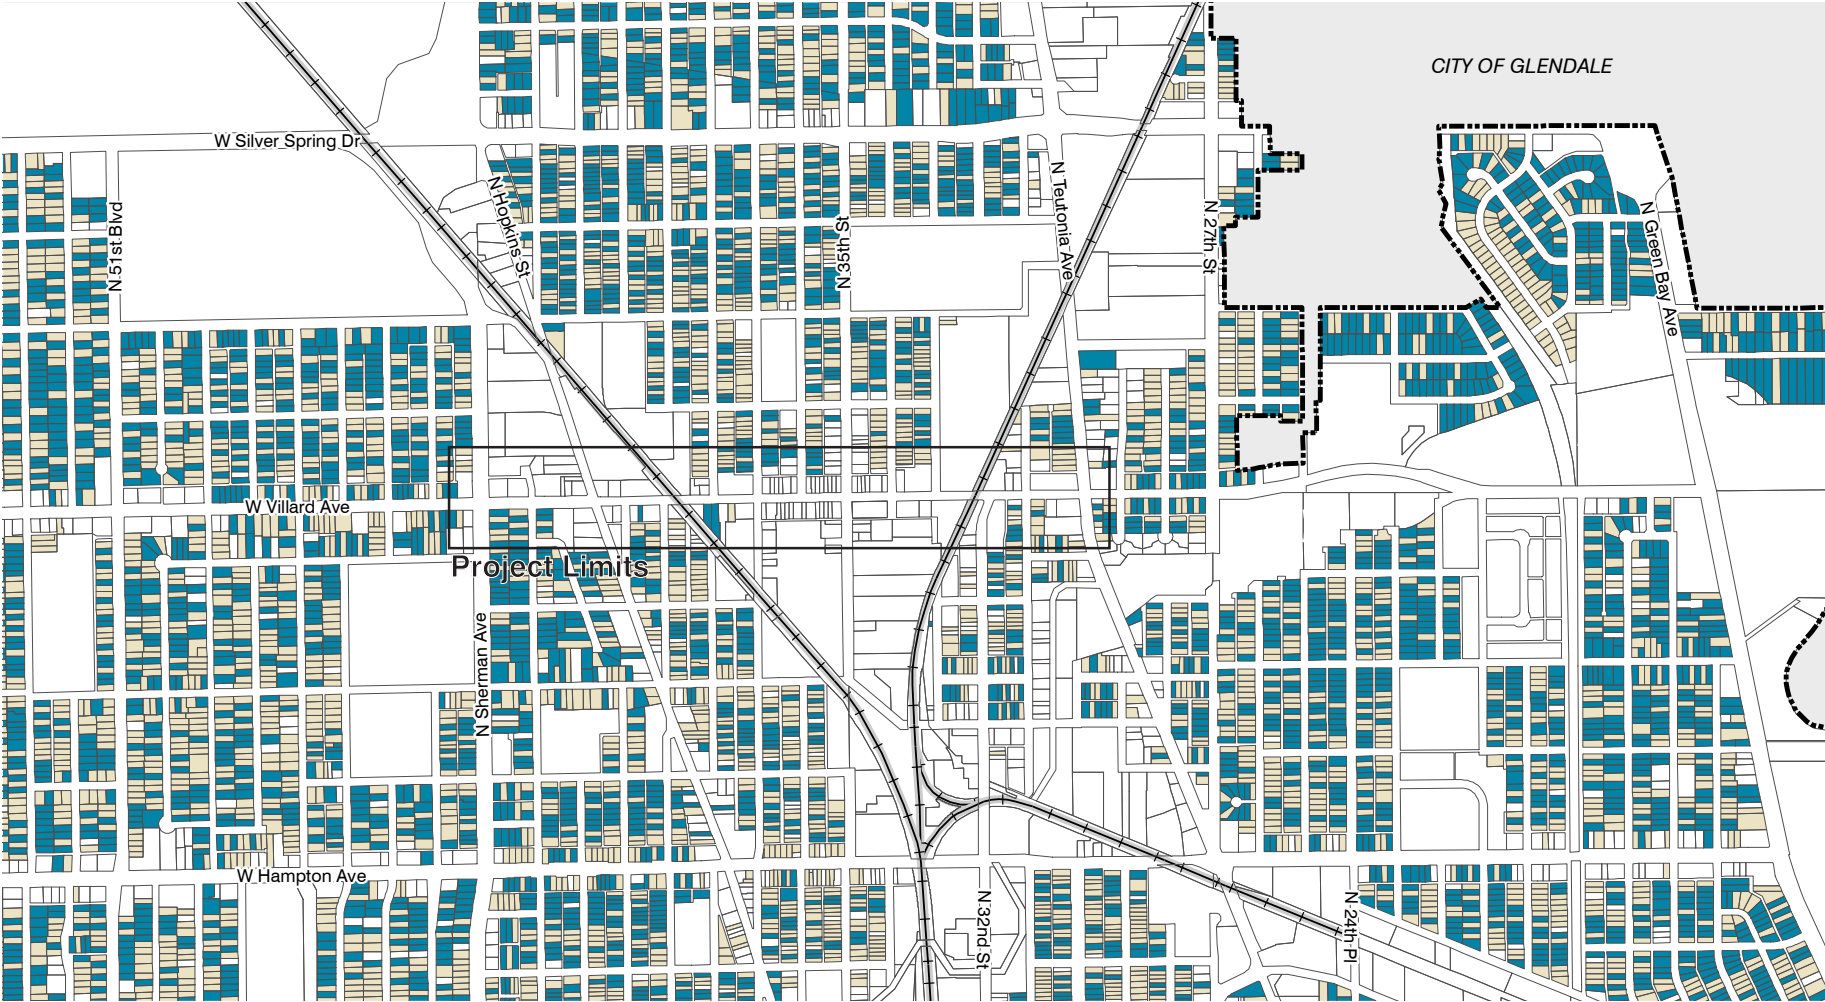 CITY OF GLENDALE
W Silver Spring Dr
N Hopkins St
N Teutonia Ave
N 51st Blvd
N 35th St
N 27th St
N Green Bay Ave
W Villard Ave
Project Limits
N Sherman Ave
W Hampton Ave
N 32nd St
N 24th Pl